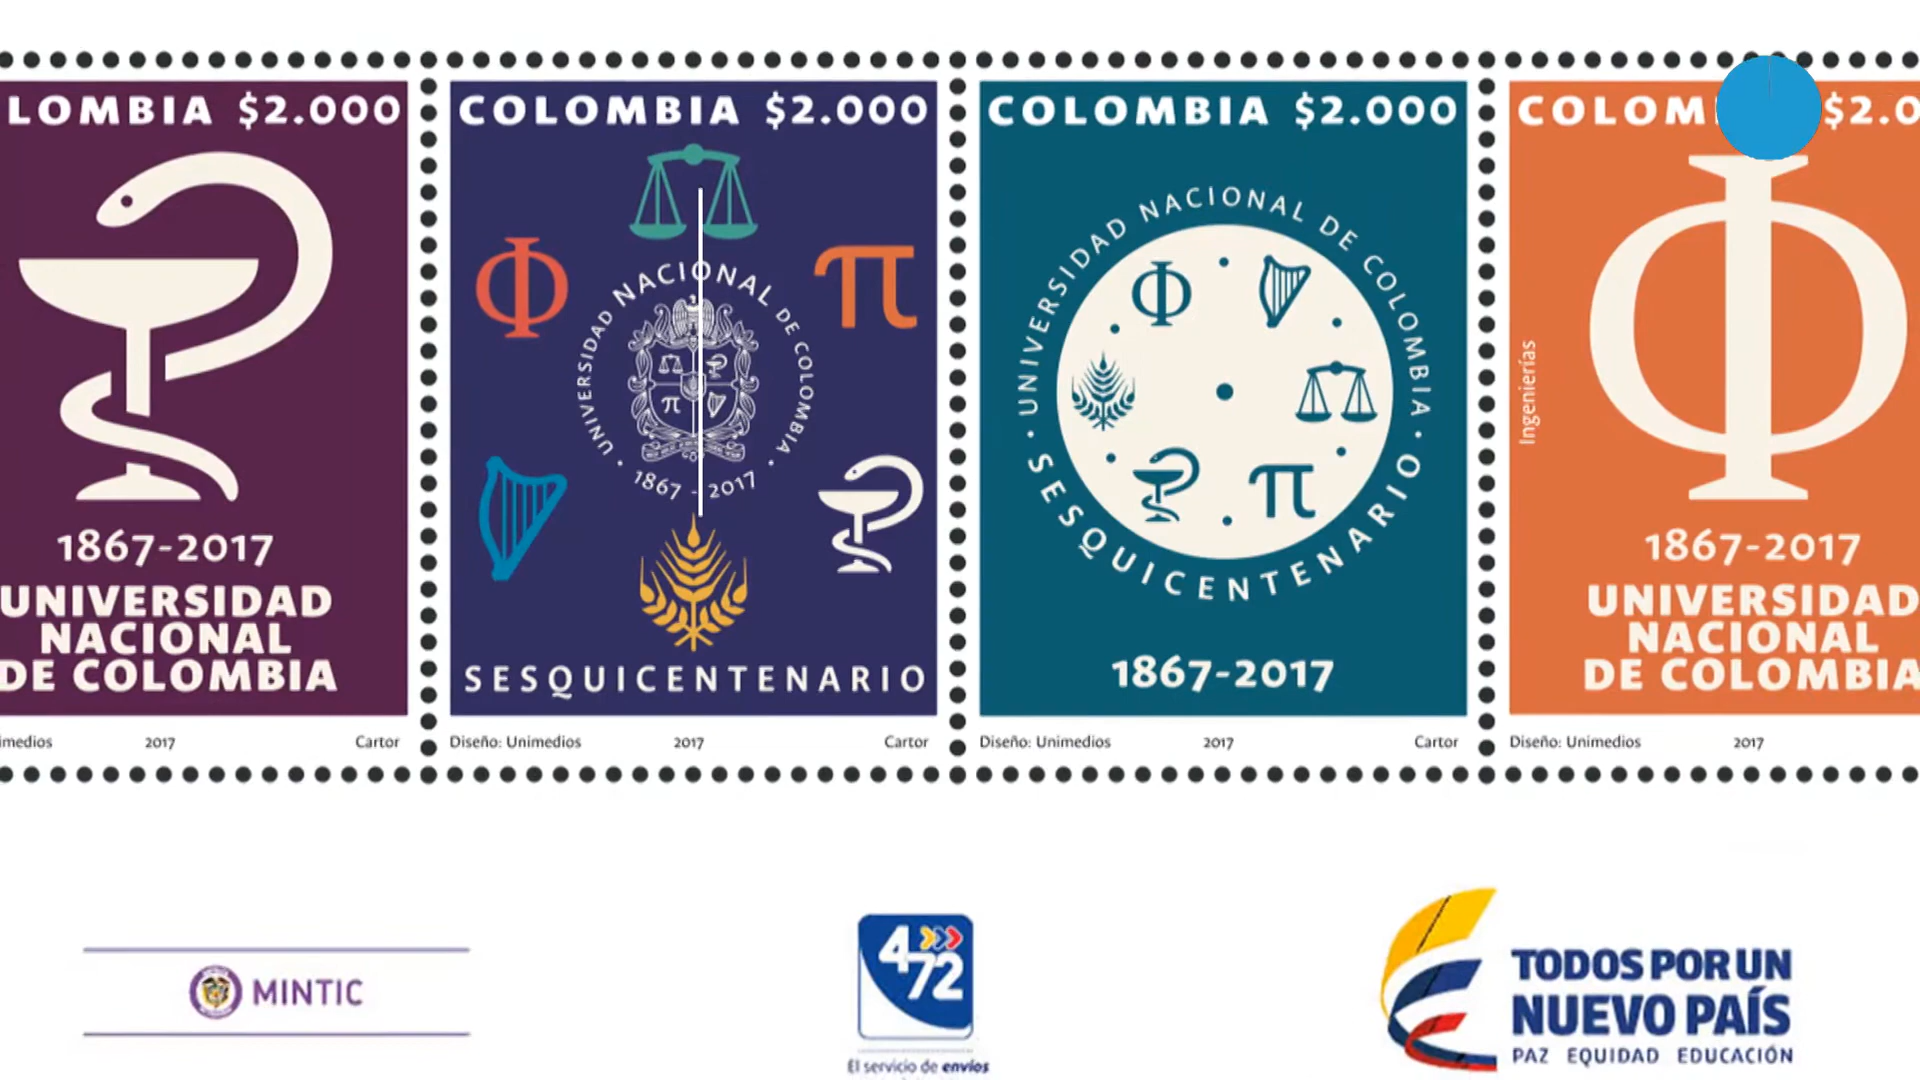 LOMBIA $2.000
1867-2017
UNIVERSIDAD
NACIONAL
DE COLOMBIA
imedios 2017 Cartor
COLOMBIA $2.000
Φ
π
UNIVERSIDAD NACIONAL DE COLOMBIA
π
· 1867 - 2017 ·
SESQUICENTENARIO
Diseño: Unimedios 2017 Cartor
COLOMBIA $2.000
· UNIVERSIDAD NACIONAL DE COLOMBIA ·
Φ
π
SESQUICENTENARIO
1867-2017
Diseño: Unimedios 2017 Cartor
COLOM $2.0
Ingenierías
Φ
1867-2017
UNIVERSIDAD
NACIONAL
DE COLOMBIA
Diseño: Unimedios 2017
MINTIC
472
El servicio de envíos
TODOS POR UN
NUEVO PAÍS
PAZ EQUIDAD EDUCACIÓN